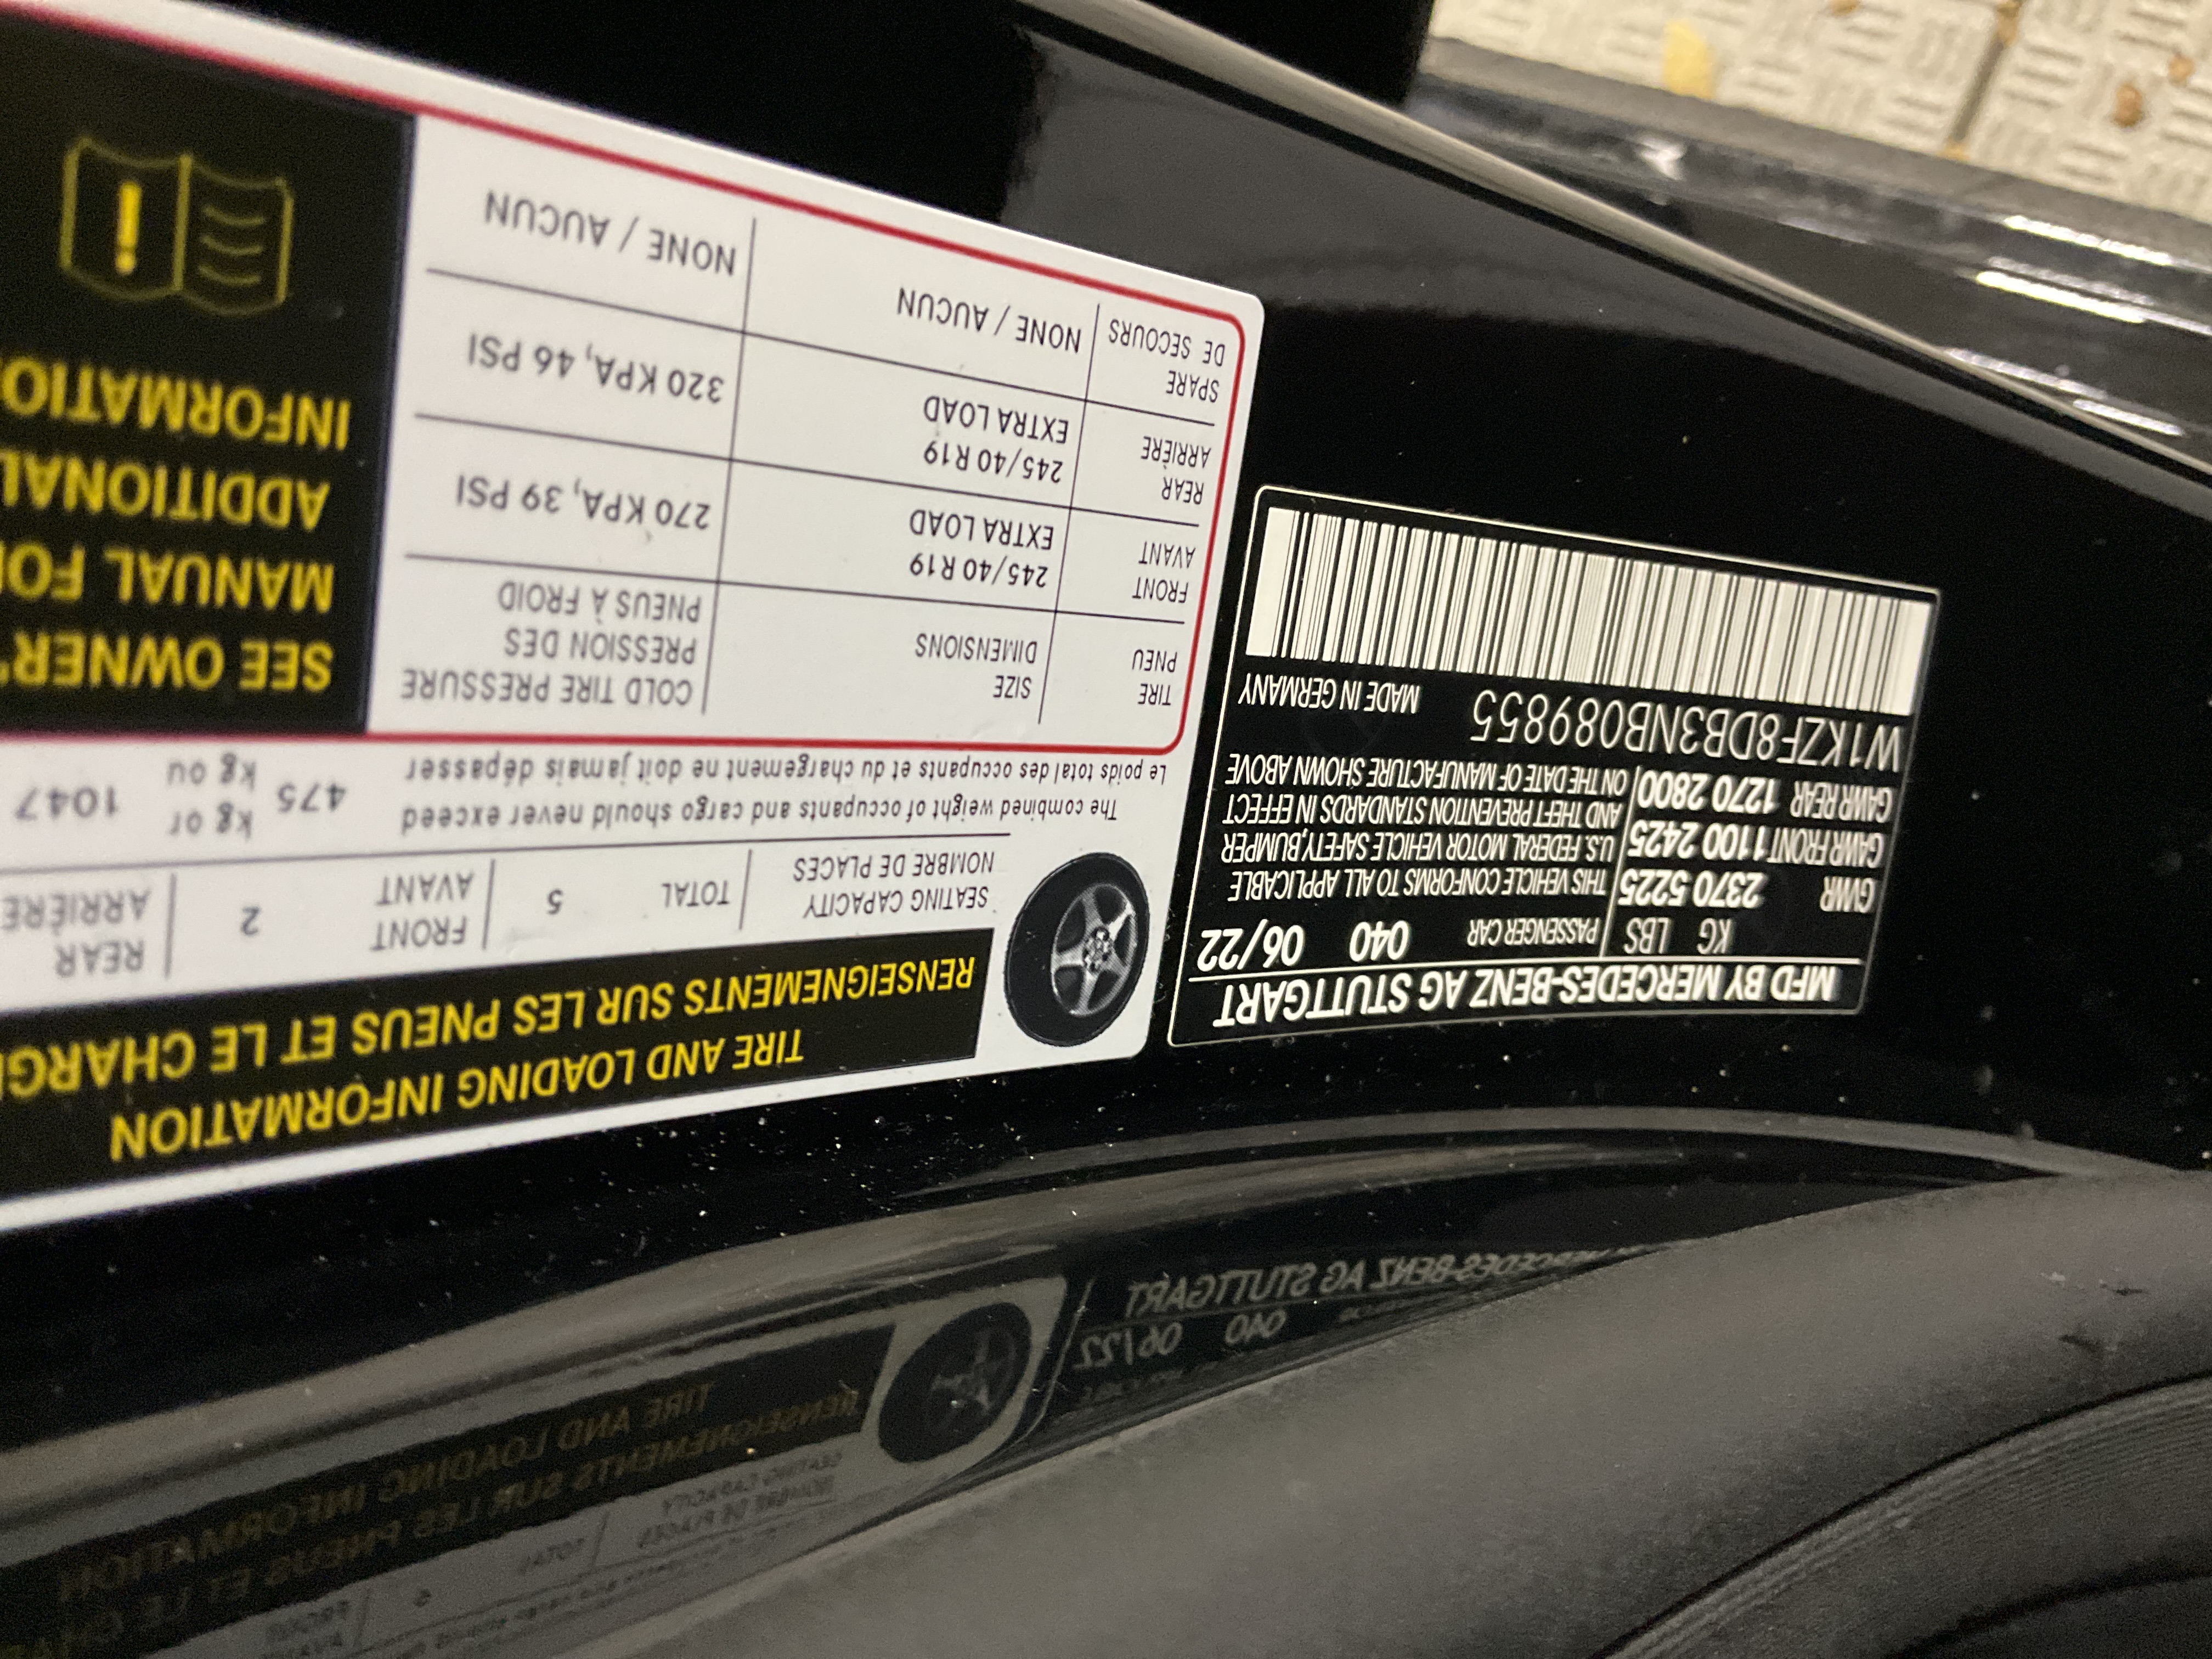 MFD BY MERCEDES-BENZ AG STUTTGART
KG LBS PASSENGER CAR 040 06/22
GVWR 2370 5225
GAWR FRONT 1100 2425
GAWR REAR 1270 2800
THIS VEHICLE CONFORMS TO ALL APPLICABLE
U.S. FEDERAL MOTOR VEHICLE SAFETY,BUMPER
AND THEFT PREVENTION STANDARDS IN EFFECT
ON THE DATE OF MANUFACTURE SHOWN ABOVE
W1KZF8DB3NB089855 MADE IN GERMANY
TIRE AND LOADING INFORMATION
RENSEIGNEMENTS SUR LES PNEUS ET LE
SEATING CAPACITY
NOMBRE DE PLACES
TOTAL 5
FRONT
AVANT
2
REAR
ARRIÈRE
The combined weight of occupants and cargo should never exceed
Le poids total des occupants et du chargement ne doit jamais dépasser
475 kg or
kg ou
1047
TIRE
PNEU
SIZE
DIMENSIONS
COLD TIRE PRESSURE
PRESSION DES
PNEUS À FROID
FRONT
AVANT
245/40 R19
EXTRA LOAD
270 KPA, 39 PSI
REAR
ARRIÈRE
245/40 R19
EXTRA LOAD
320 KPA, 46 PSI
SPARE
DE SECOURS
NONE / AUCUN
NONE / AUCUN
SEE OWNER'
MANUAL
ADDITIONAL